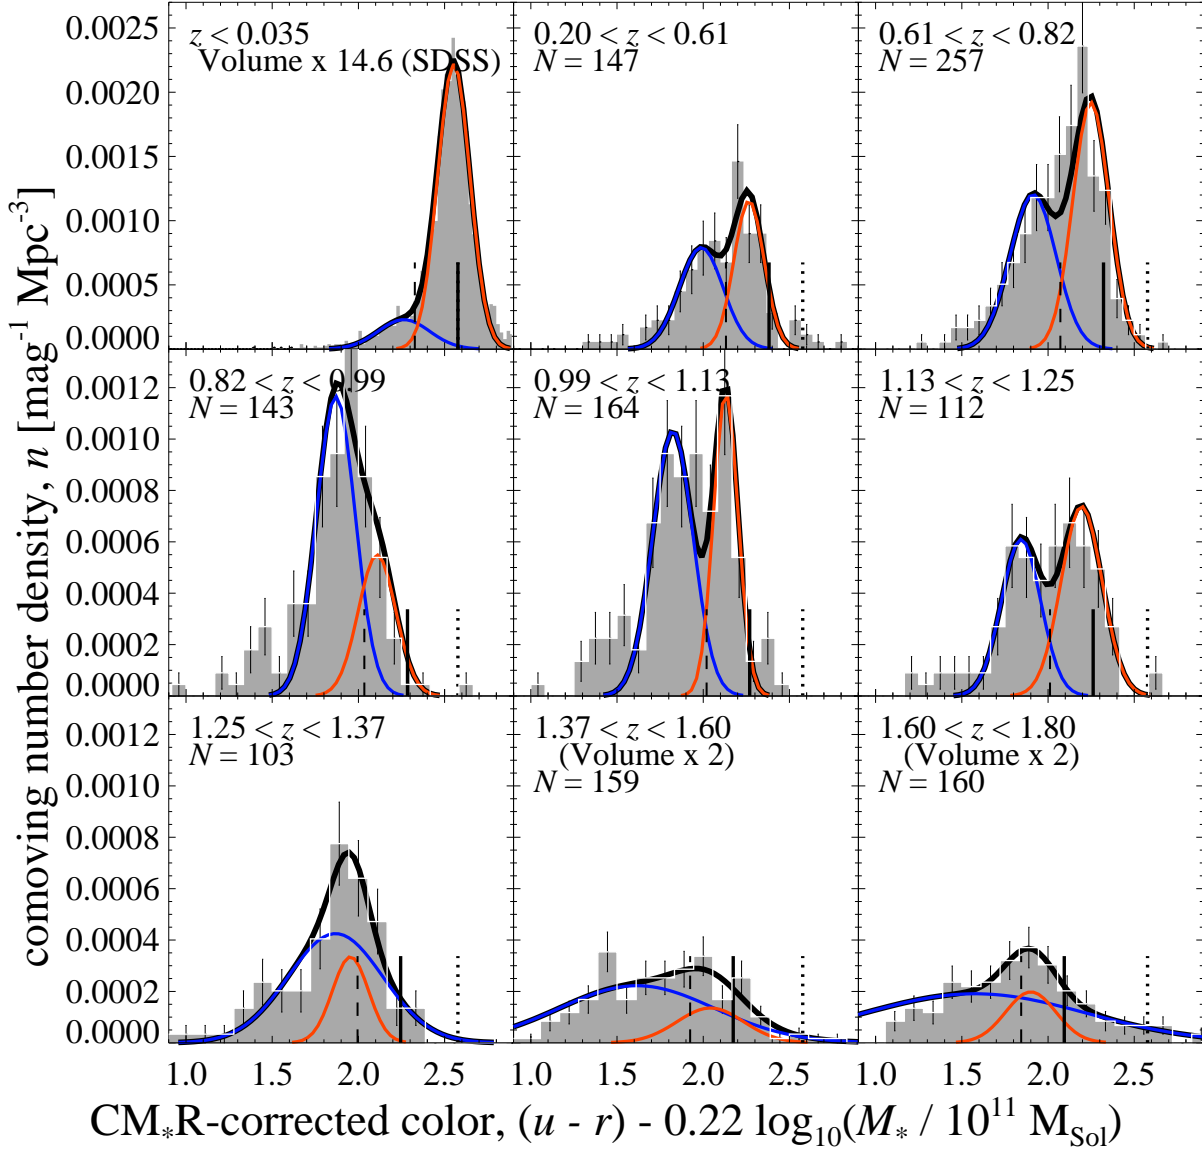 z < 0.035
Volume x 14.6 (SDSS)
0.20 < z < 0.61
N = 147
0.61 < z < 0.82
N = 257
0.0025
0.0020
0.0015
0.0010
0.0005
0.0000
0.82 < z < 0.99
N = 143
0.99 < z < 1.13
N = 164
1.13 < z < 1.25
N = 112
0.0012
0.0010
0.0008
0.0006
0.0004
0.0002
0.0000
1.25 < z < 1.37
N = 103
1.37 < z < 1.60
(Volume x 2)
N = 159
1.60 < z < 1.80
(Volume x 2)
N = 160
0.0012
0.0010
0.0008
0.0006
0.0004
0.0002
0.0000
1.0 1.5 2.0 2.5 1.0 1.5 2.0 2.5 1.0 1.5 2.0 2.5
comoving number density, n [mag⁻¹ Mpc⁻³]
CM*R-corrected color, (u - r) - 0.22 log₁₀(M* / 10¹¹ M_Sol)